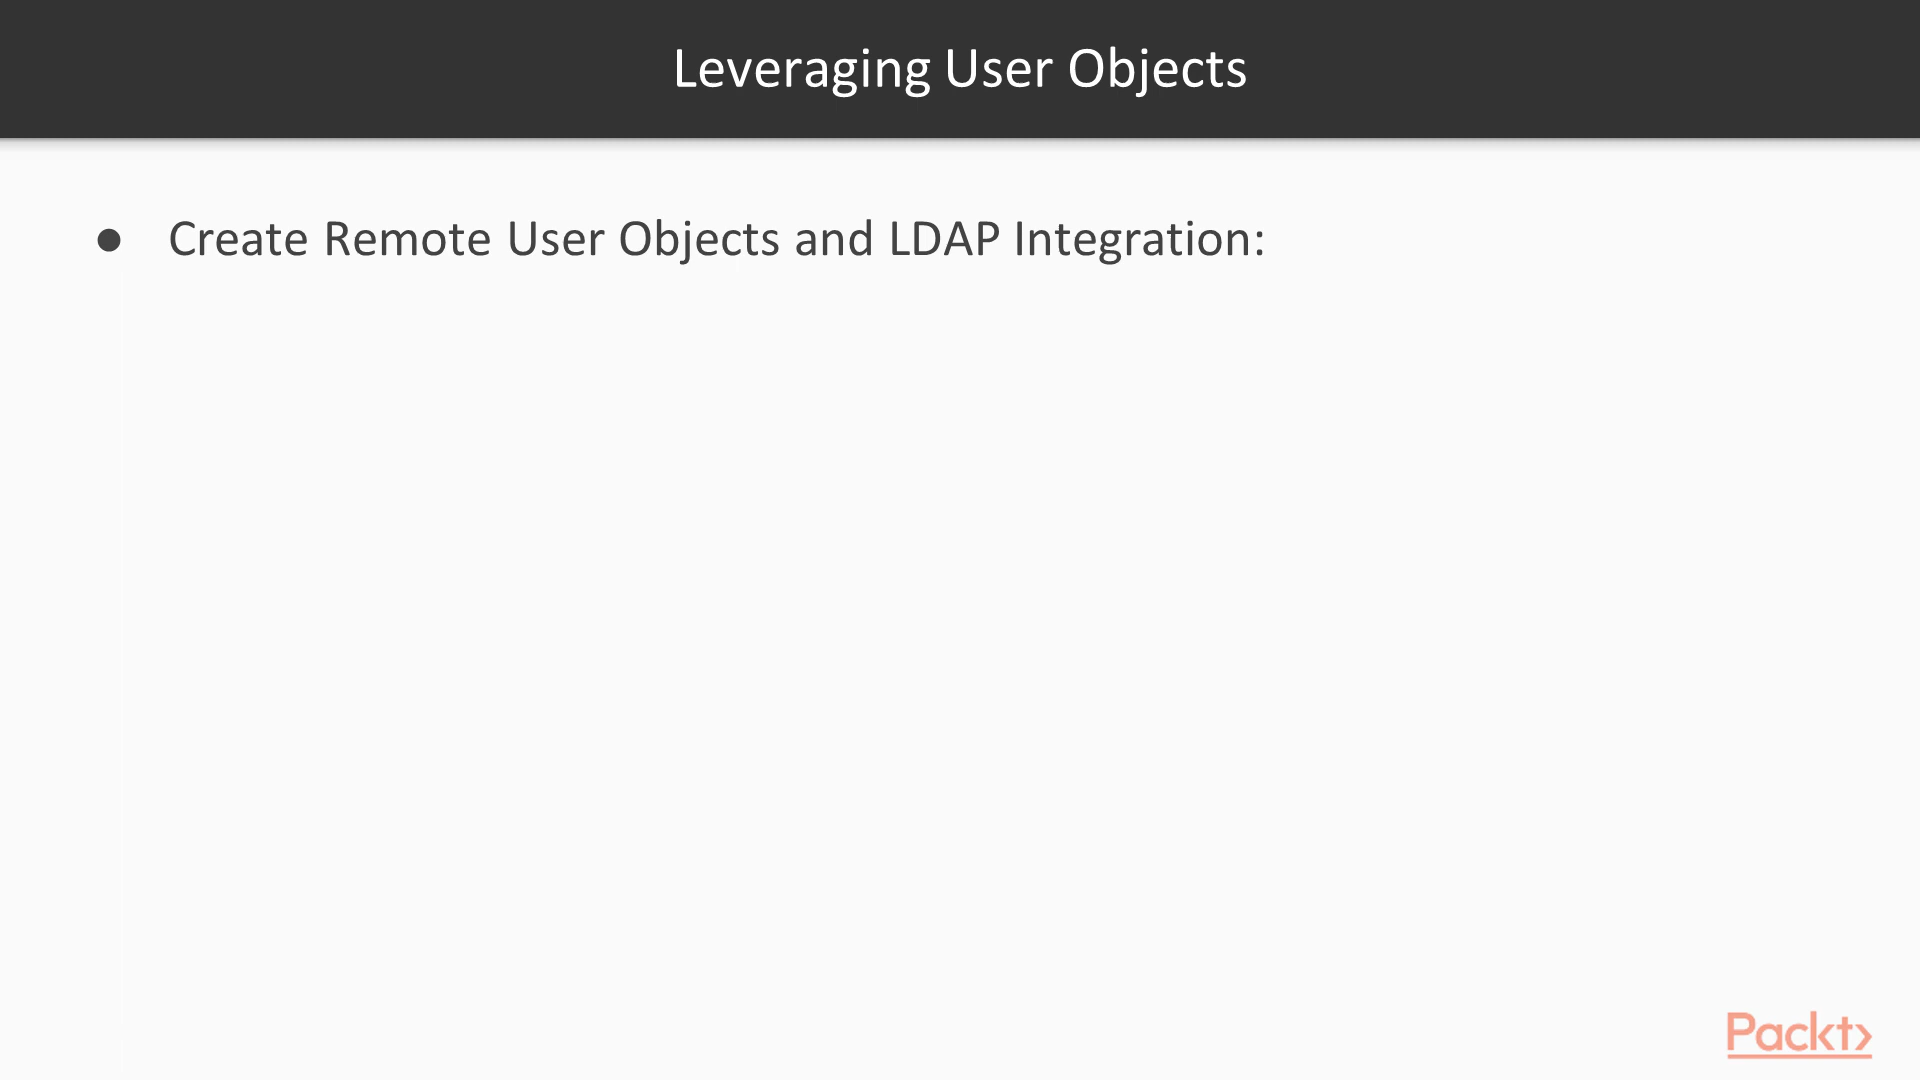 Leveraging User Objects
● Create Remote User Objects and LDAP Integration:
Packt>